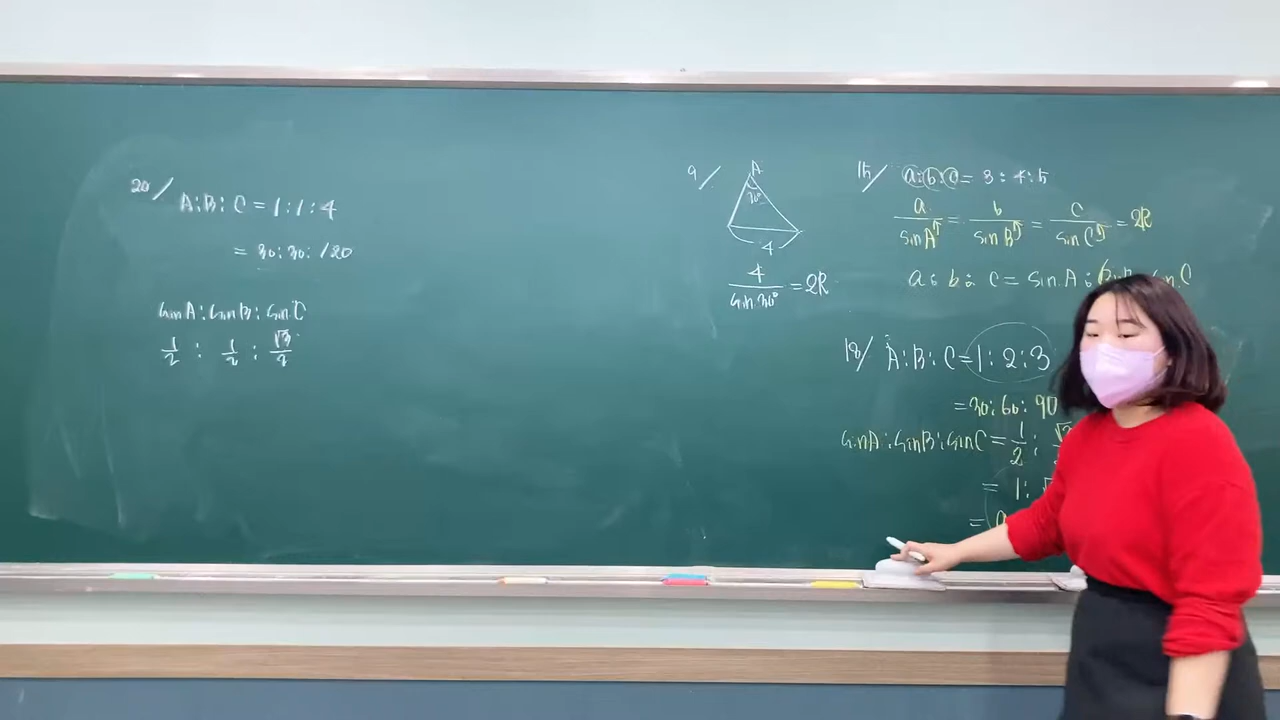 20/ A:B:C=1:1:4
=30:30:120
sinA:sinB:sinC
1/2 : 1/2 : √3/2
9/
A
30°
4
4/sin30° = 2R
15/ a:b:c=3:4:5
a/sinA = b/sinB = c/sinC = 2R
a:b:c=sinA:sinB:sinC
18/ A:B:C=1:2:3
=30:60:90
sinA:sinB:sinC=1/2:
= 1:
=